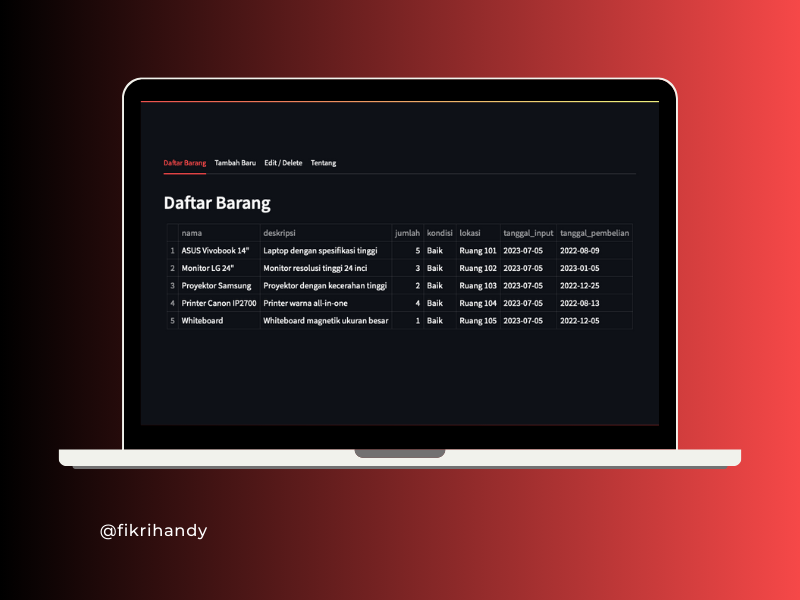 Daftar Barang Tambah Baru Edit / Delete Tentang
Daftar Barang
nama deskripsi jumlah kondisi lokasi tanggal_input tanggal_pembelian
1 ASUS Vivobook 14" Laptop dengan spesifikasi tinggi 5 Baik Ruang 101 2023-07-05 2022-08-09
2 Monitor LG 24" Monitor resolusi tinggi 24 inci 3 Baik Ruang 102 2023-07-05 2023-01-05
3 Proyektor Samsung Proyektor dengan kecerahan tinggi 2 Baik Ruang 103 2023-07-05 2022-12-25
4 Printer Canon IP2700 Printer warna all-in-one 4 Baik Ruang 104 2023-07-05 2022-08-13
5 Whiteboard Whiteboard magnetik ukuran besar 1 Baik Ruang 105 2023-07-05 2022-12-05
@fikrihandy